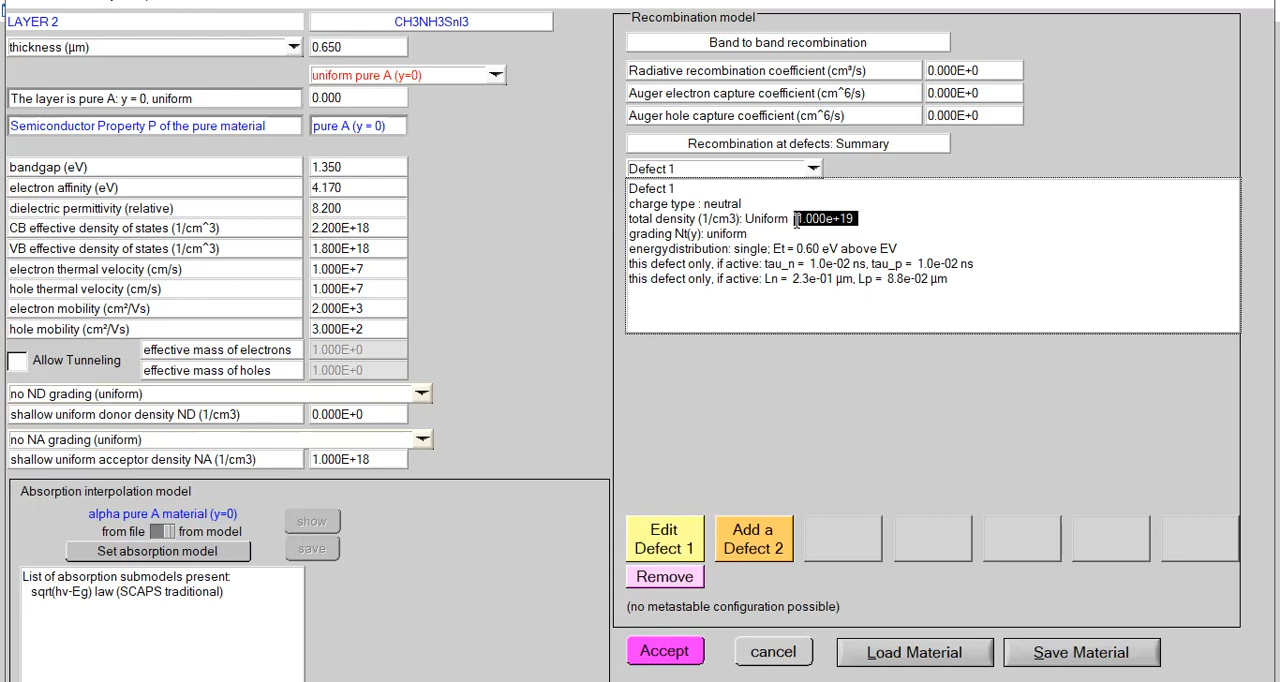 LAYER 2
CH3NH3SnI3
thickness (µm)
0.650
uniform pure A (y=0)
The layer is pure A: y = 0, uniform
0.000
Semiconductor Property P of the pure material
pure A (y = 0)
bandgap (eV)
1.350
electron affinity (eV)
4.170
dielectric permittivity (relative)
8.200
CB effective density of states (1/cm^3)
2.200E+18
VB effective density of states (1/cm^3)
1.800E+18
electron thermal velocity (cm/s)
1.000E+7
hole thermal velocity (cm/s)
1.000E+7
electron mobility (cm²/Vs)
2.000E+3
hole mobility (cm²/Vs)
3.000E+2
Allow Tunneling
effective mass of electrons
1.000E+0
effective mass of holes
1.000E+0
no ND grading (uniform)
shallow uniform donor density ND (1/cm3)
0.000E+0
no NA grading (uniform)
shallow uniform acceptor density NA (1/cm3)
1.000E+18
Absorption interpolation model
alpha pure A material (y=0)
from file
from model
show
Set absorption model
save
List of absorption submodels present:
sqrt(hv-Eg) law (SCAPS traditional)
Recombination model
Band to band recombination
Radiative recombination coefficient (cm³/s)
0.000E+0
Auger electron capture coefficient (cm^6/s)
0.000E+0
Auger hole capture coefficient (cm^6/s)
0.000E+0
Recombination at defects: Summary
Defect 1
Defect 1
charge type : neutral
total density (1/cm3): Uniform 1.000e+19
grading Nt(y): uniform
energydistribution: single; Et = 0.60 eV above EV
this defect only, if active: tau_n = 1.0e-02 ns, tau_p = 1.0e-02 ns
this defect only, if active: Ln = 2.3e-01 µm, Lp = 8.8e-02 µm
Edit
Defect 1
Add a
Defect 2
Remove
(no metastable configuration possible)
Accept
cancel
Load Material
Save Material